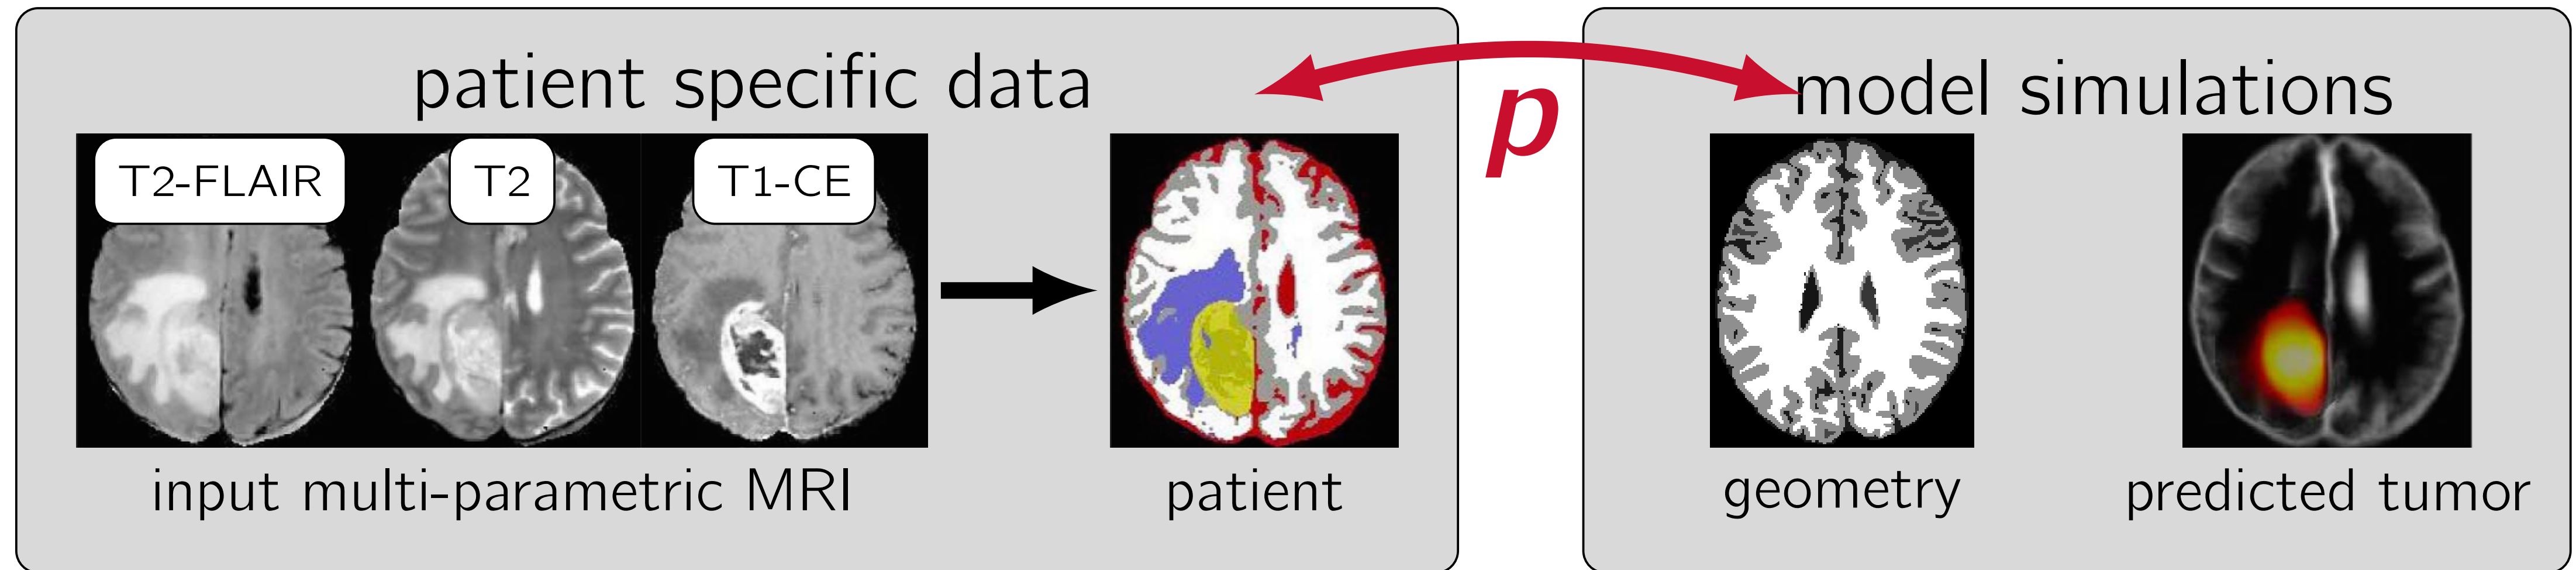 patient specific data
T2-FLAIR
T2
T1-CE
input multi-parametric MRI
patient
p
model simulations
geometry
predicted tumor